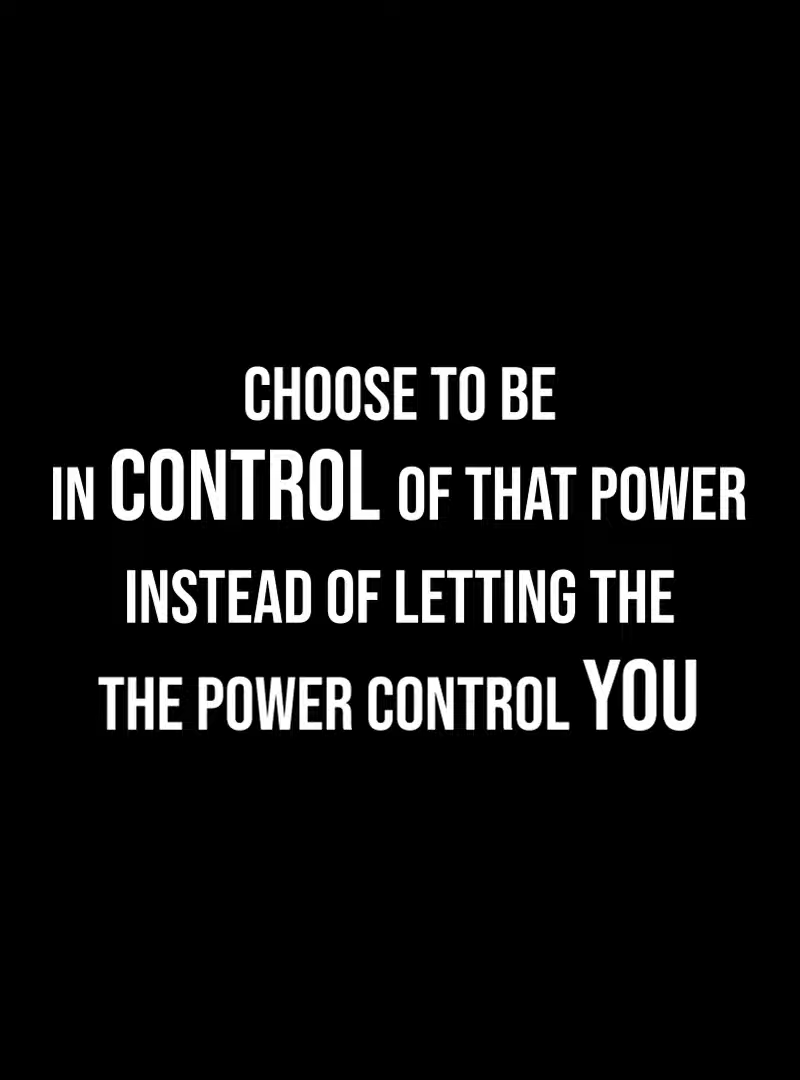 CHOOSE TO BE
IN CONTROL OF THAT POWER
INSTEAD OF LETTING THE
THE POWER CONTROL YOU